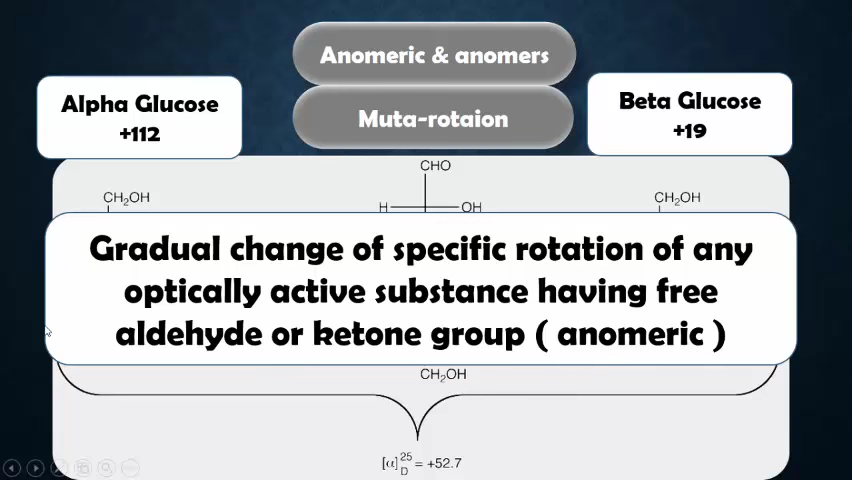 Anomeric & anomers
Muta-rotaion
Alpha Glucose
+112
Beta Glucose
+19
CHO
CH₂OH
H
OH
CH₂OH
Gradual change of specific rotation of any
optically active substance having free
aldehyde or ketone group ( anomeric )
CH₂OH
[α]25D = +52.7